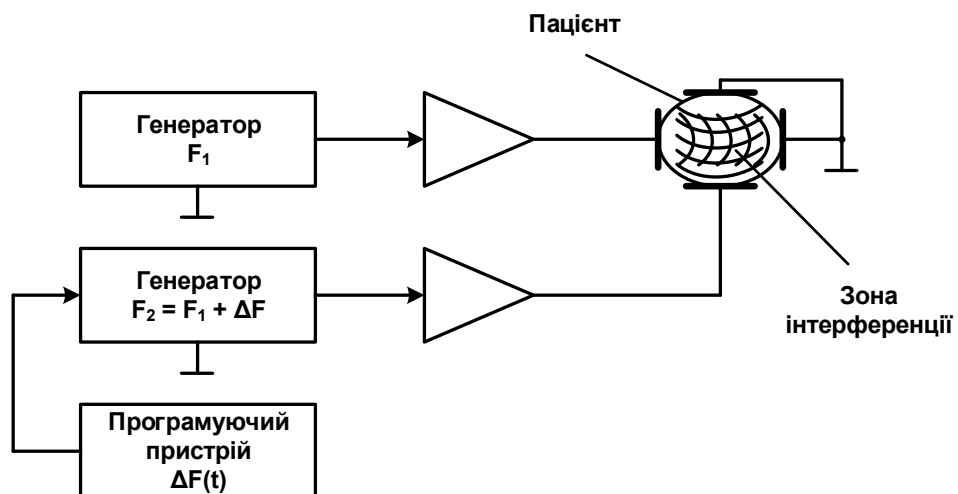 Пацієнт
Генератор
F₁
Генератор
F₂ = F₁ + ΔF
Зона
інтерференції
Програмуючий
пристрій
ΔF(t)